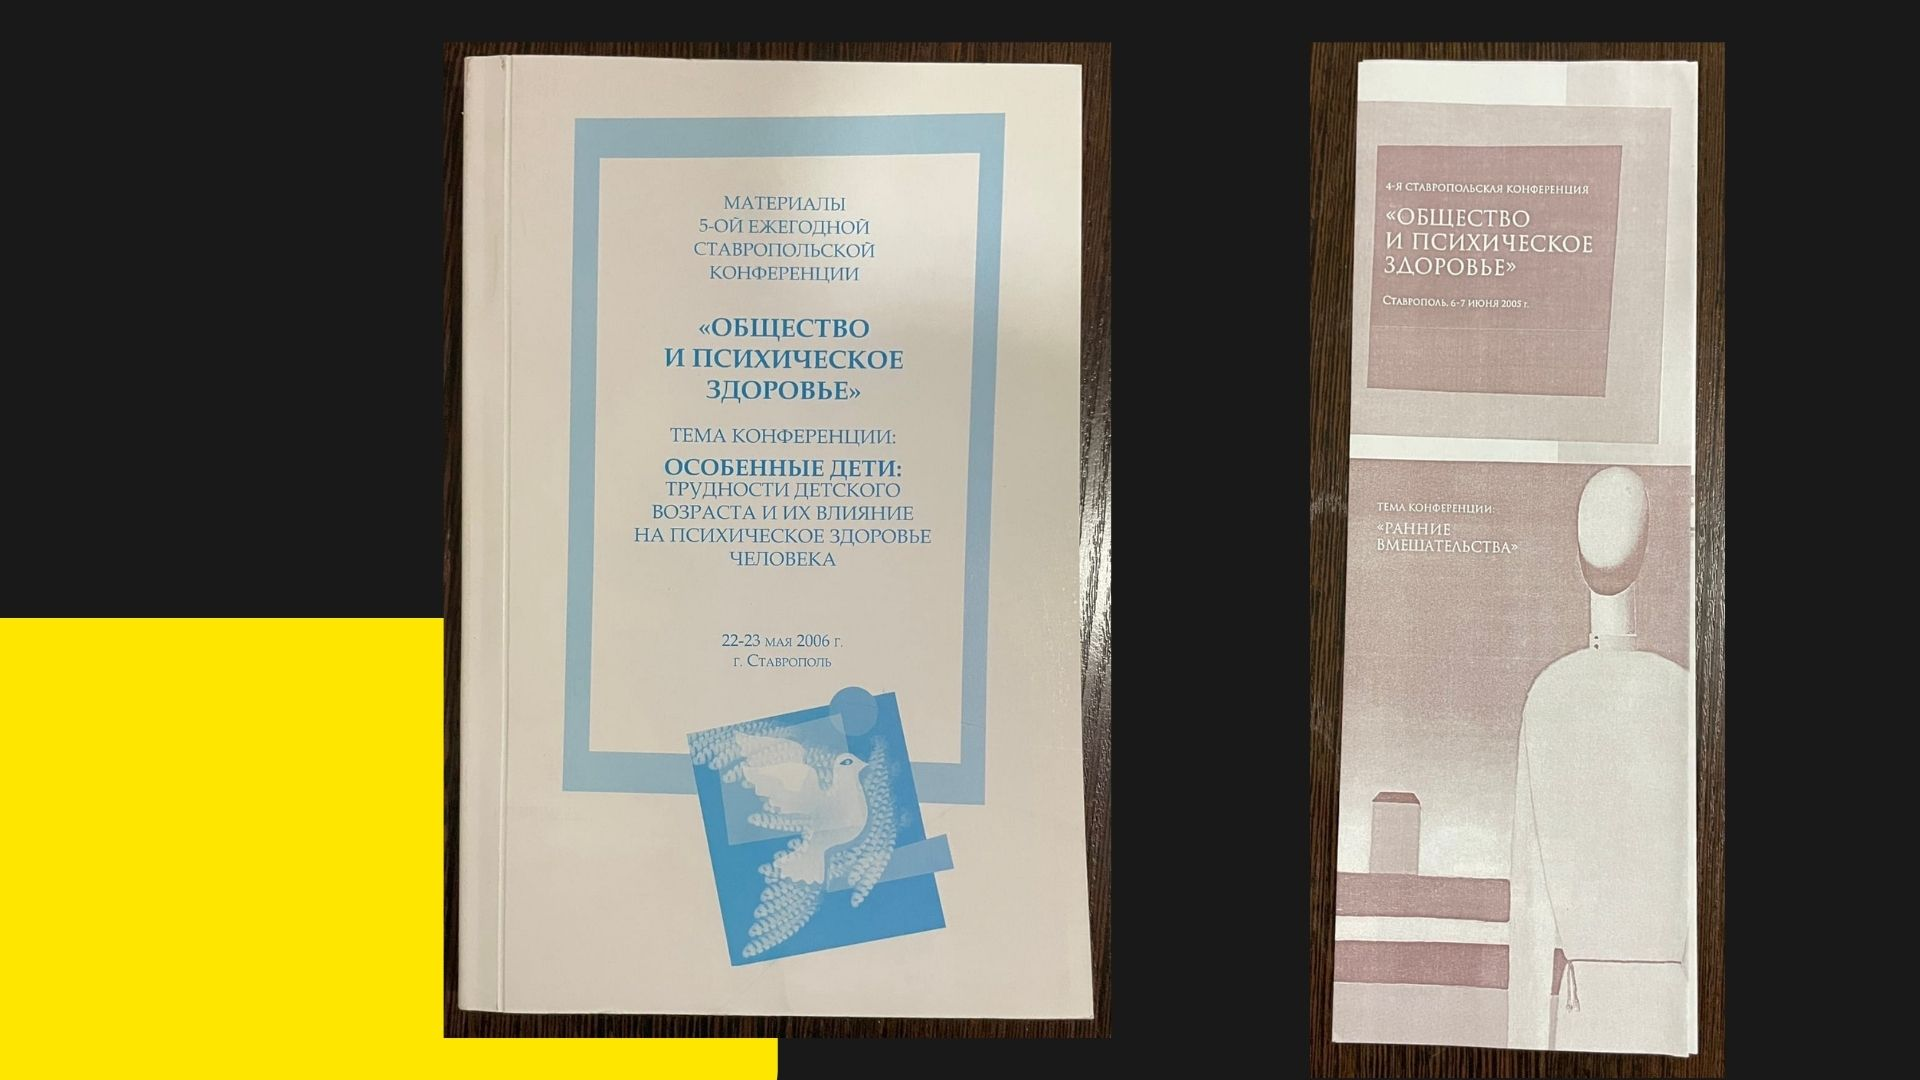 МАТЕРИАЛЫ
5-ОЙ ЕЖЕГОДНОЙ
СТАВРОПОЛЬСКОЙ
КОНФЕРЕНЦИИ
«ОБЩЕСТВО
И ПСИХИЧЕСКОЕ
ЗДОРОВЬЕ»
ТЕМА КОНФЕРЕНЦИИ:
ОСОБЕННЫЕ ДЕТИ:
ТРУДНОСТИ ДЕТСКОГО
ВОЗРАСТА И ИХ ВЛИЯНИЕ
НА ПСИХИЧЕСКОЕ ЗДОРОВЬЕ
ЧЕЛОВЕКА
22-23 МАЯ 2006 Г.
Г. СТАВРОПОЛЬ
4-Я СТАВРОПОЛЬСКАЯ КОНФЕРЕНЦИЯ
«ОБЩЕСТВО
И ПСИХИЧЕСКОЕ
ЗДОРОВЬЕ»
СТАВРОПОЛЬ, 6-7 ИЮНЯ 2005 г.
ТЕМА КОНФЕРЕНЦИИ:
«РАННИЕ
ВМЕШАТЕЛЬСТВА»